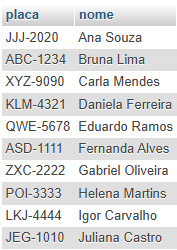 placa nome
JJJ-2020 Ana Souza
ABC-1234 Bruna Lima
XYZ-9090 Carla Mendes
KLM-4321 Daniela Ferreira
QWE-5678 Eduardo Ramos
ASD-1111 Fernanda Alves
ZXC-2222 Gabriel Oliveira
POI-3333 Helena Martins
LKJ-4444 Igor Carvalho
JEG-1010 Juliana Castro